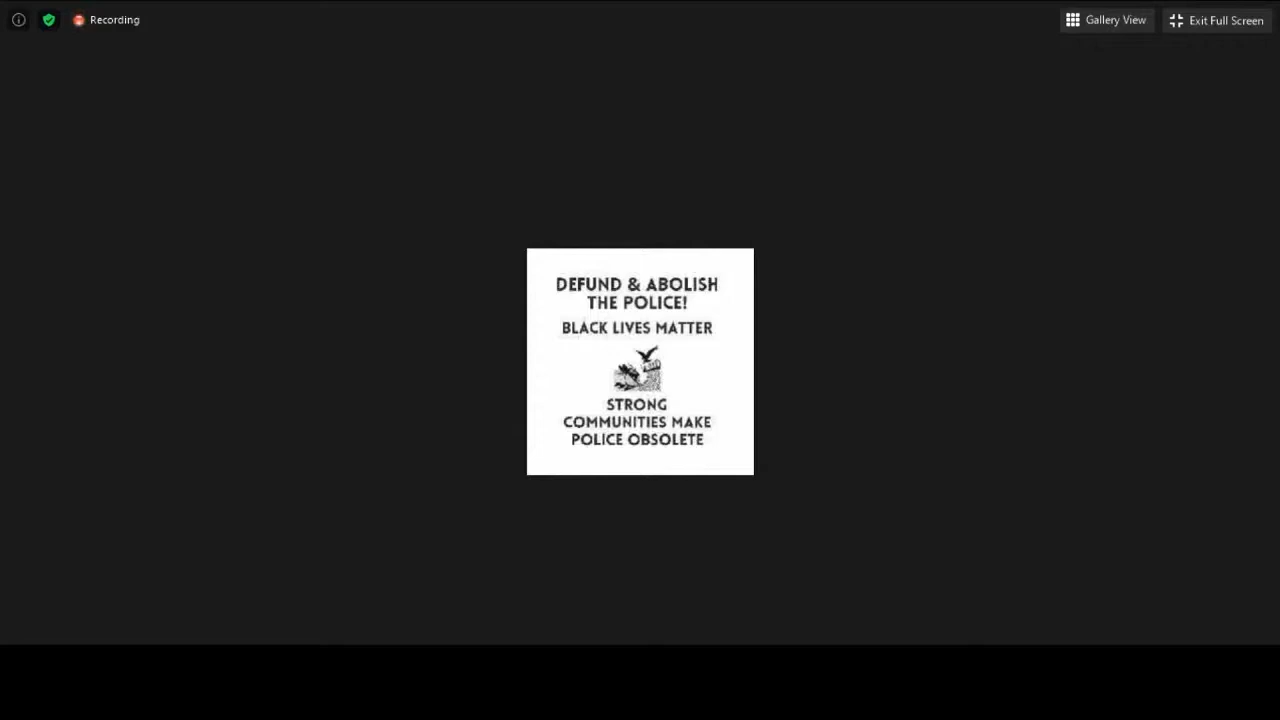 Recording
Gallery View
Exit Full Screen
DEFUND & ABOLISH
THE POLICE!
BLACK LIVES MATTER
STRONG
COMMUNITIES MAKE
POLICE OBSOLETE